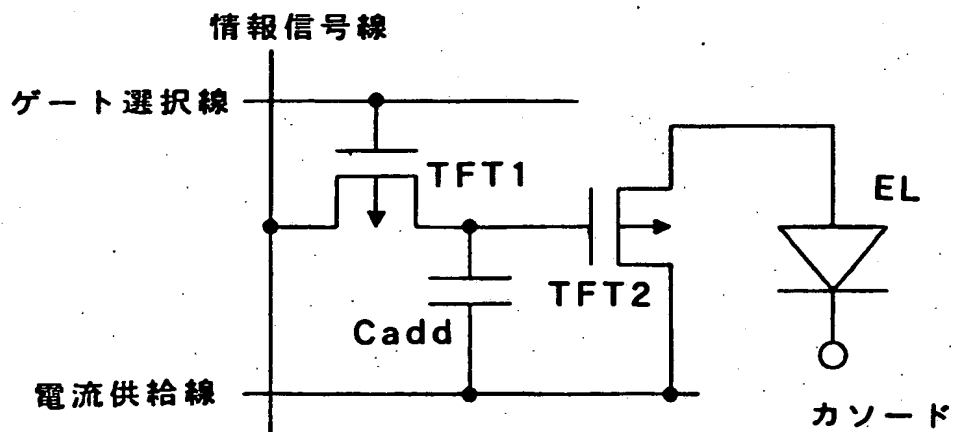 情報信号線
ゲート選択線
TFT1
EL
TFT2
Cadd
電流供給線
カソード